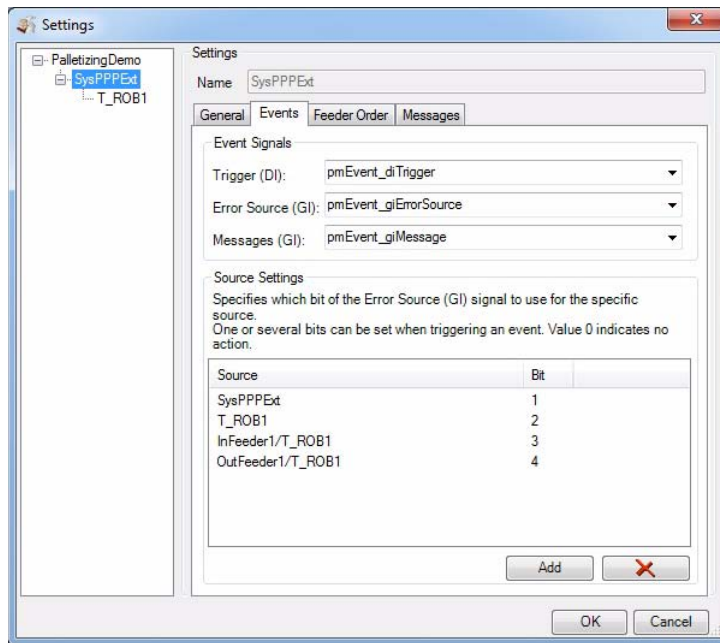 Settings
PalletizingDemo
SysPPPExt
T_ROB1
Settings
Name SysPPPExt
General Events Feeder Order Messages
Event Signals
Trigger (DI): pmEvent_diTrigger
Error Source (GI): pmEvent_giErrorSource
Messages (GI): pmEvent_giMessage
Source Settings
Specifies which bit of the Error Source (GI) signal to use for the specific
source.
One or several bits can be set when triggering an event. Value 0 indicates no
action.
Source Bit
SysPPPExt 1
T_ROB1 2
InFeeder1/T_ROB1 3
OutFeeder1/T_ROB1 4
Add
OK Cancel